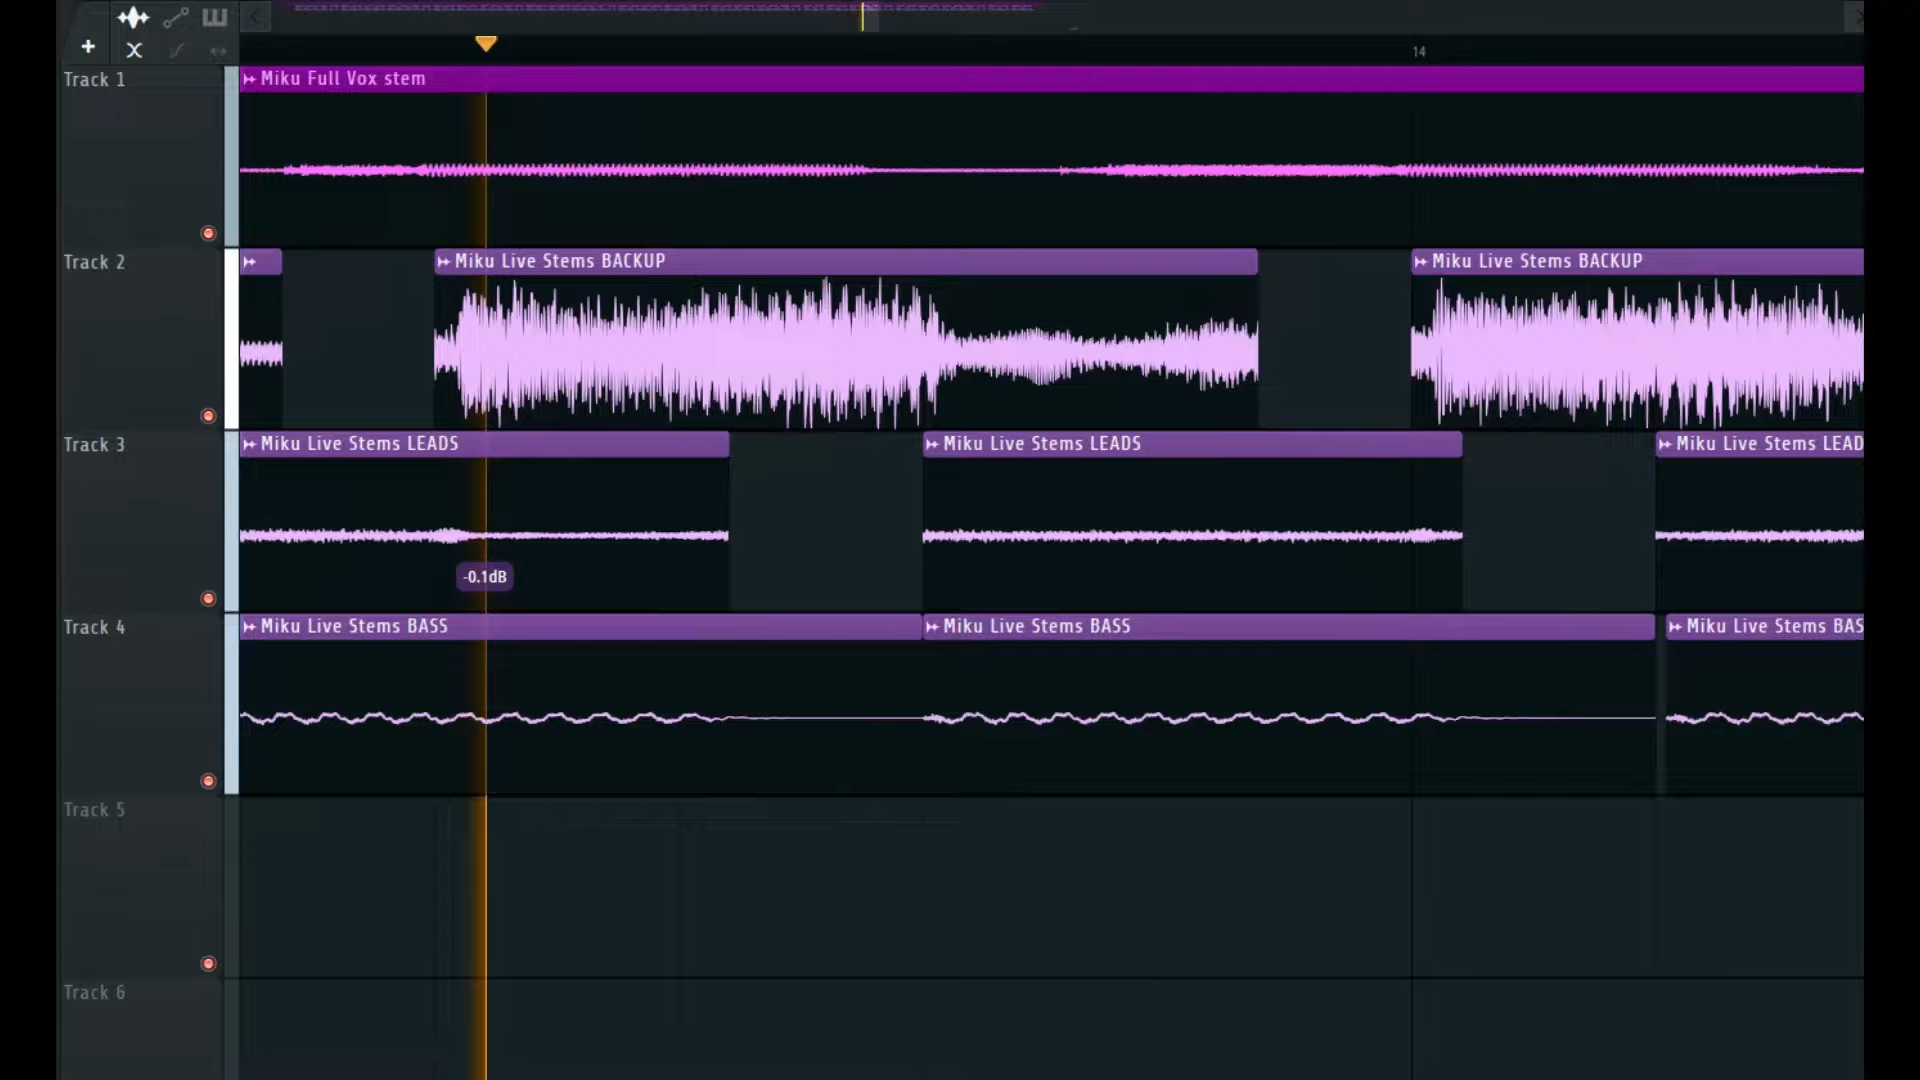 14
Track 1
Miku Full Vox stem
Track 2
Miku Live Stems BACKUP
Miku Live Stems BACKUP
Track 3
Miku Live Stems LEADS
Miku Live Stems LEADS
Miku Live Stems LEAD
-0.1dB
Track 4
Miku Live Stems BASS
Miku Live Stems BASS
Miku Live Stems BAS
Track 5
Track 6